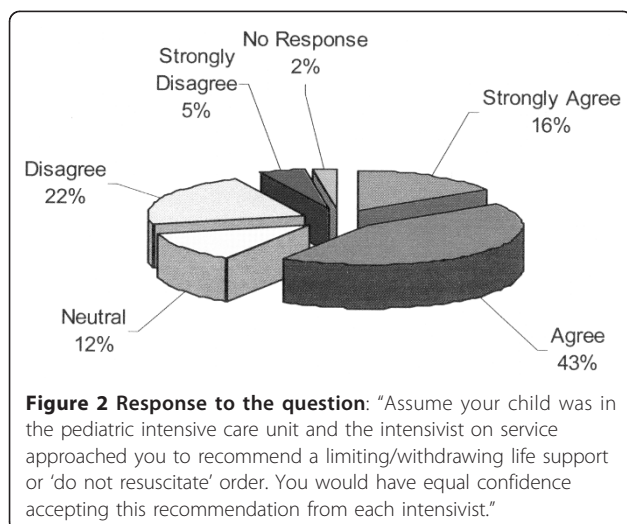 No Response
2%
Strongly
Disagree
5%
Strongly Agree
16%
Disagree
22%
Neutral
12%
Agree
43%
Figure 2 Response to the question: "Assume your child was in
the pediatric intensive care unit and the intensivist on service
approached you to recommend a limiting/withdrawing life support
or 'do not resuscitate' order. You would have equal confidence
accepting this recommendation from each intensivist."